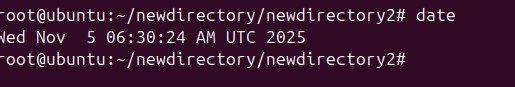 root@ubuntu:~/newdirectory/newdirectory2# date
Wed Nov  5 06:30:24 AM UTC 2025
root@ubuntu:~/newdirectory/newdirectory2#